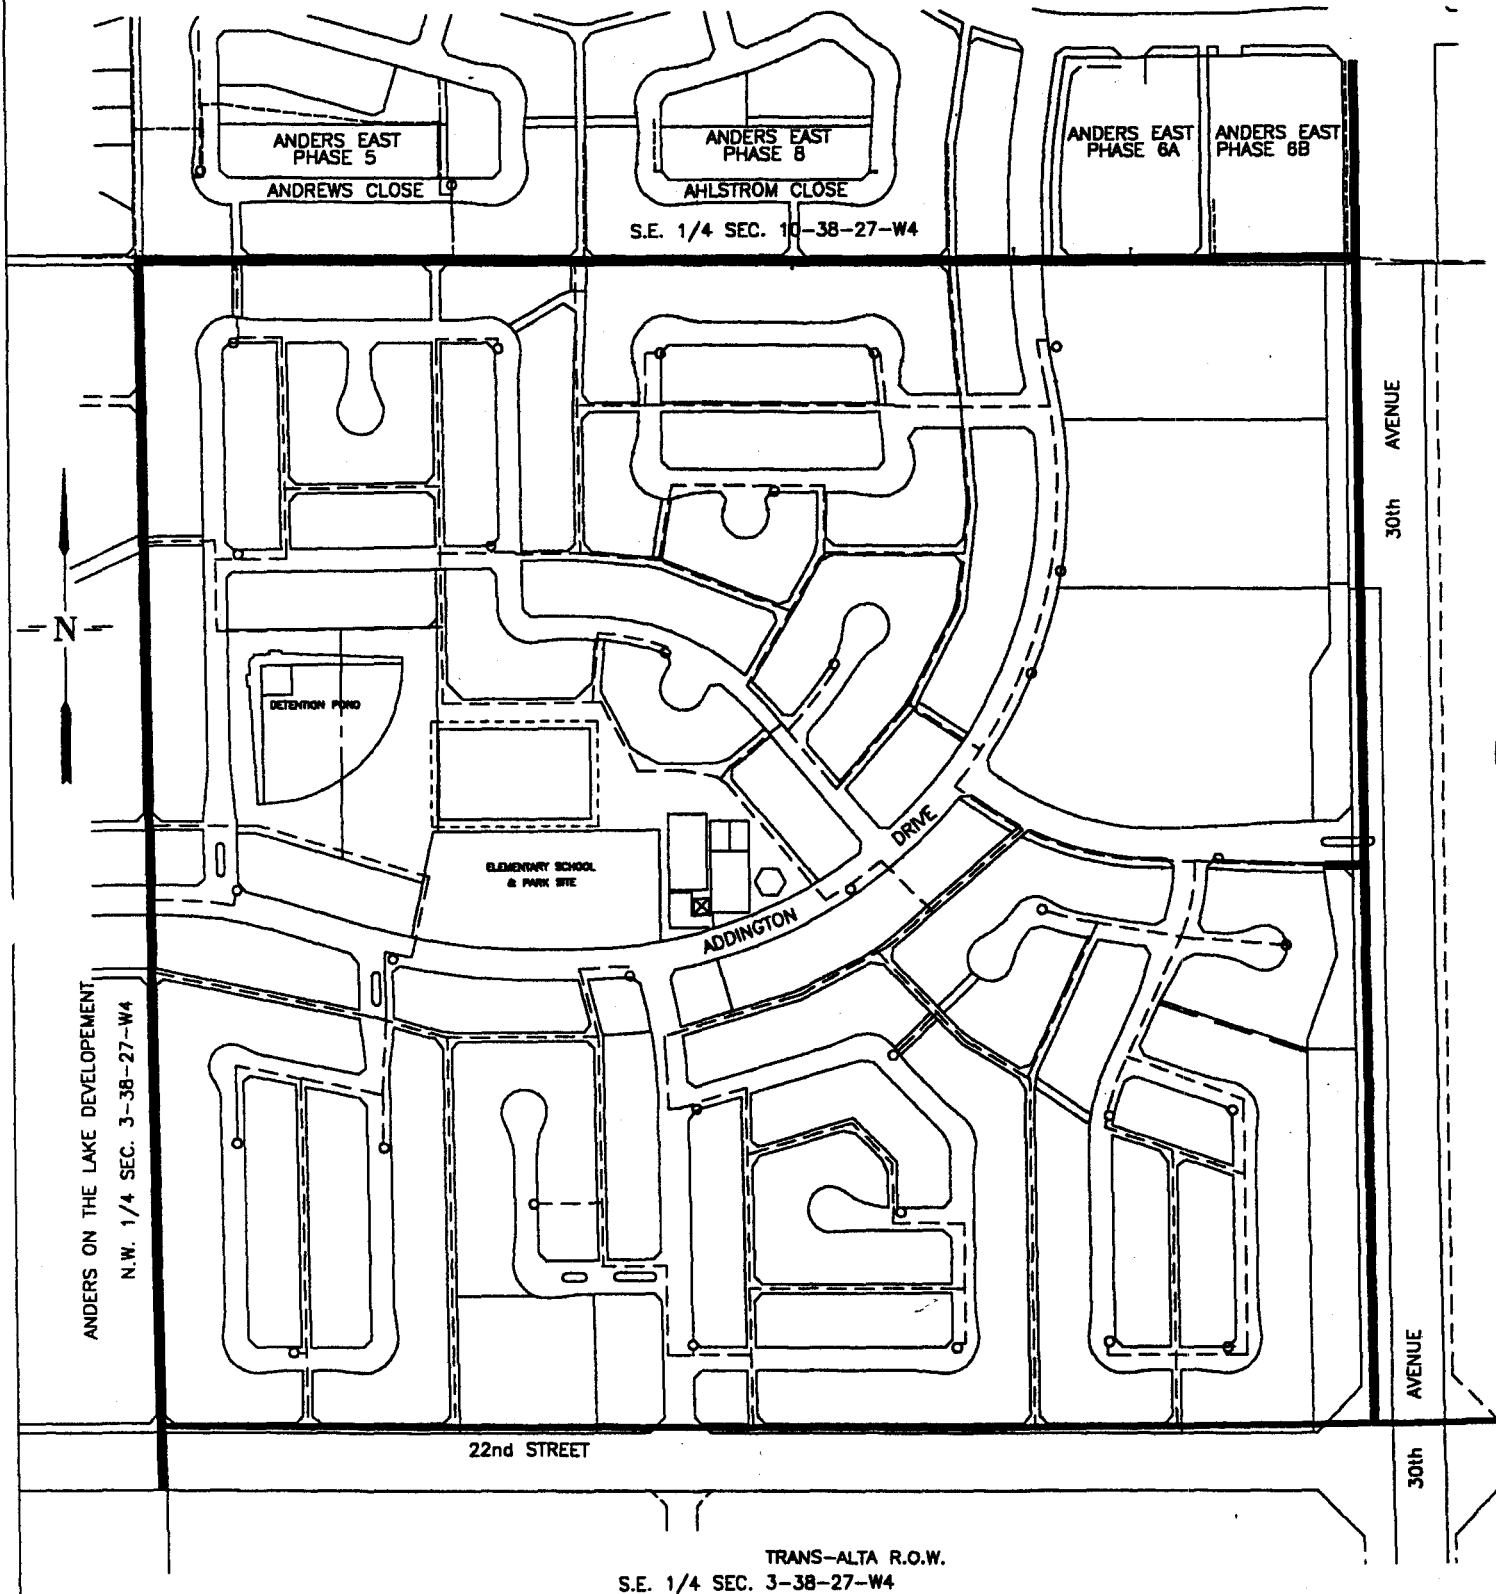 ANDERS EAST
PHASE 5
ANDREWS CLOSE
ANDERS EAST
PHASE 8
AHLSTROM CLOSE
ANDERS EAST
PHASE 6A
ANDERS EAST
PHASE 6B
S.E. 1/4 SEC. 10-38-27-W4
30th AVENUE
N
DETENTION POND
ELEMENTARY SCHOOL
& PARK SITE
ADDINGTON DRIVE
ANDERS ON THE LAKE DEVELOPEMENT
N.W. 1/4 SEC. 3-38-27-W4
22nd STREET
30th AVENUE
TRANS-ALTA R.O.W.
S.E. 1/4 SEC. 3-38-27-W4